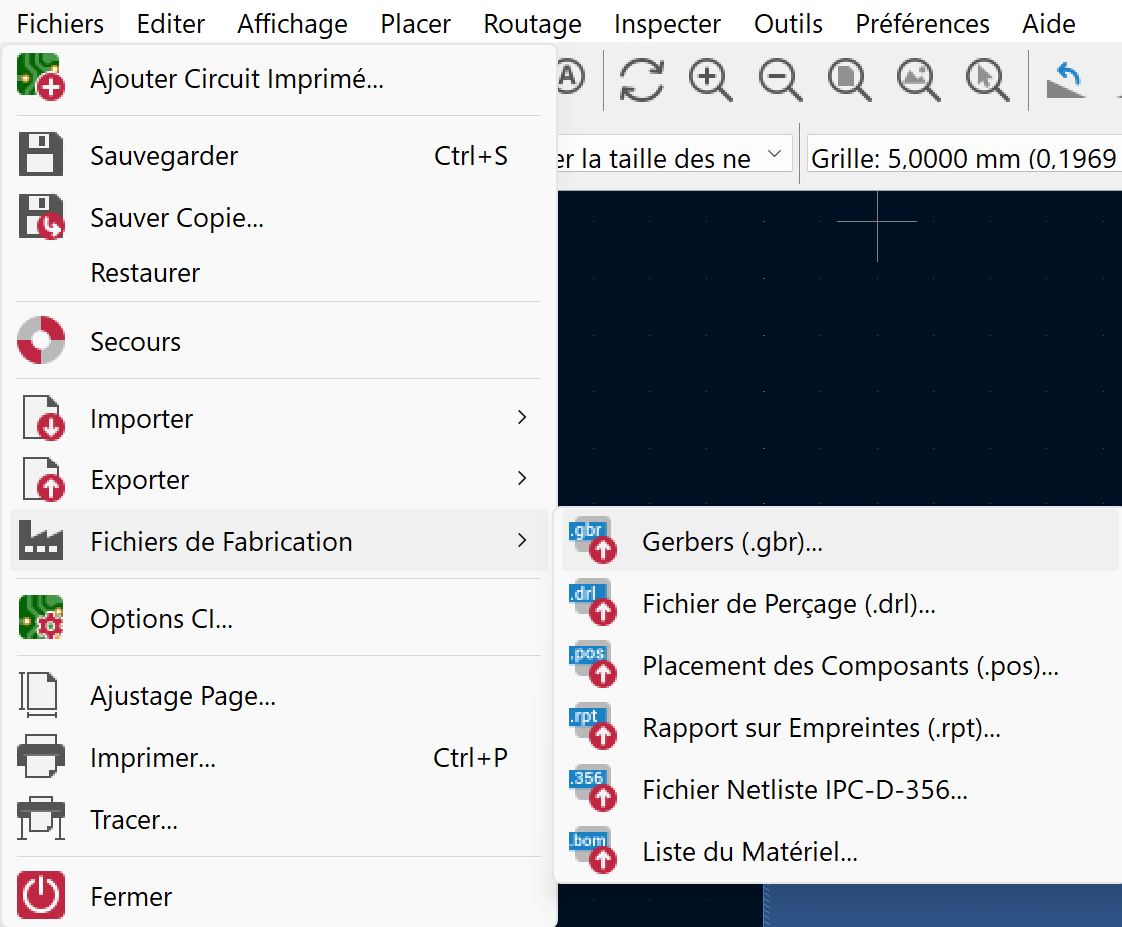 Fichiers Editer Affichage Placer Routage Inspecter Outils Préférences Aide
Ajouter Circuit Imprimé...
A
Sauvegarder Ctrl+S
la taille des ne
Grille: 5,0000 mm (0,1969
Sauver Copie...
Restaurer
Secours
Importer
Exporter
Fichiers de Fabrication
.gbr Gerbers (.gbr)...
.drl Fichier de Perçage (.drl)...
Options CI...
.pos Placement des Composants (.pos)...
Ajustage Page...
.rpt Rapport sur Empreintes (.rpt)...
Imprimer... Ctrl+P
.356 Fichier Netliste IPC-D-356...
Tracer...
.bom Liste du Matériel...
Fermer